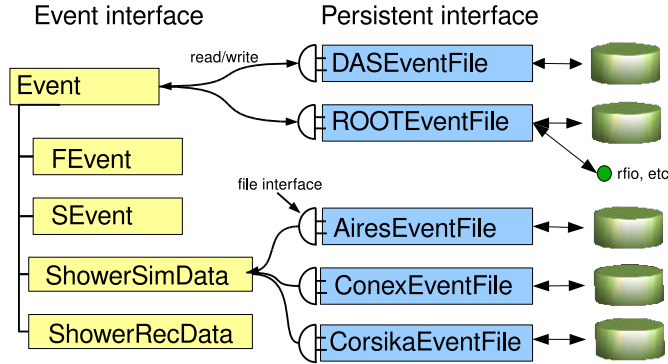 Event interface
Persistent interface
read/write
DASEventFile
Event
ROOTEventFile
FEvent
rfio, etc
file interface
SEvent
AiresEventFile
ShowerSimData
ConexEventFile
ShowerRecData
CorsikaEventFile